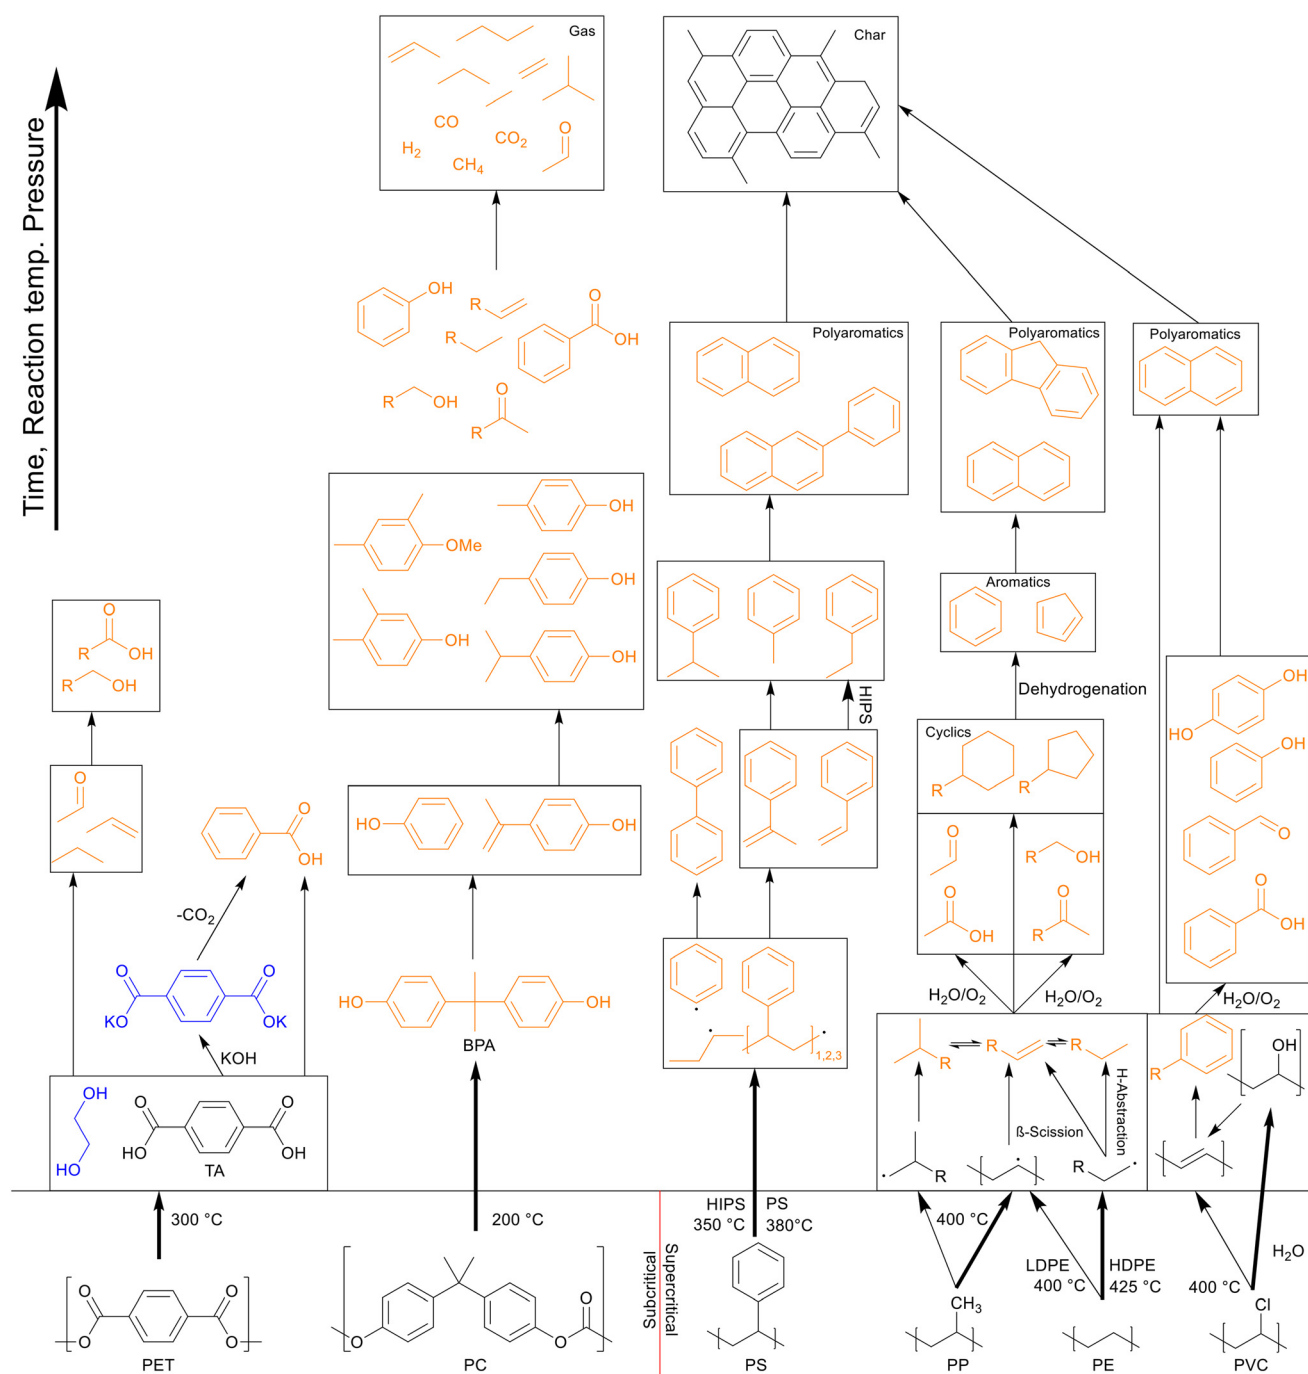 Time, Reaction temp. Pressure
Gas
CO
CO2
H2
CH4
O
Char
OH
R
O
R
OH
R
OH
O
R
Polyaromatics
Polyaromatics
Polyaromatics
OH
OMe
OH
OH
OH
Aromatics
Dehydrogenation
HIPS
Cyclics
R
R
O
R
OH
O
OH
O
R
OH
HO
OH
O
O
OH
O
R
OH
R
OH
O
O
OH
-CO2
HO
OH
O
O
KO
OK
KOH
HO
OH
BPA
1,2,3
H2O/O2
H2O/O2
H2O/O2
R
R
R
H-Abstraction
ß-Scission
R
R
R
OH
OH
HO
O
O
HO
OH
TA
300 °C
200 °C
HIPS
350 °C
PS
380°C
400 °C
LDPE
400 °C
HDPE
425 °C
400 °C
H2O
Subcritical
Supercritical
O
O
O
O
PET
O
O
O
PC
PS
CH3
PP
PE
Cl
PVC